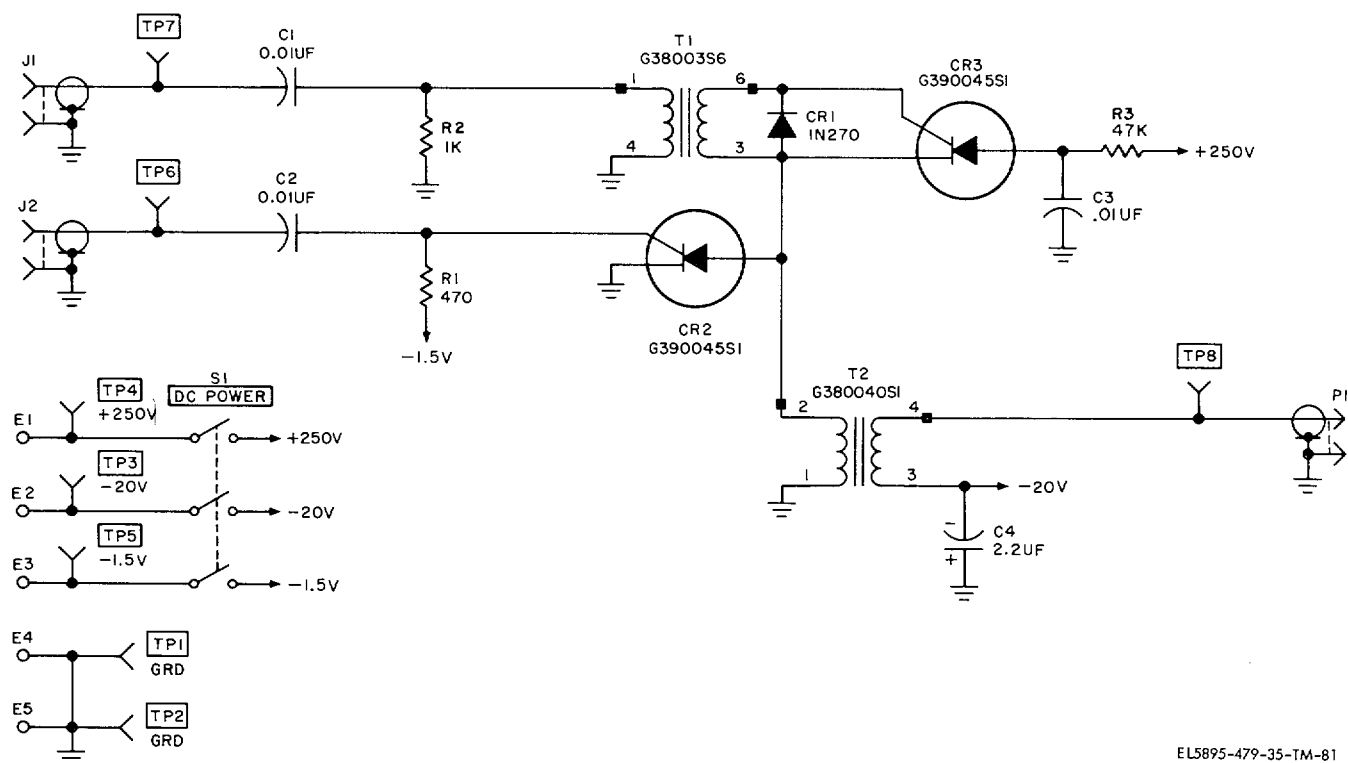 TP7
C1
0.01UF
J1
T1
G38003S6
1
6
4
3
R2
1K
CR1
1N270
CR3
G390045S1
R3
47K
+250V
C3
.01UF
TP6
C2
0.01UF
J2
R1
470
-1.5V
CR2
G390045S1
TP8
T2
G380040S1
2
4
1
3
P1
-20V
-
C4
2.2UF
+
S1
DC POWER
TP4
+250V
E1
+250V
TP3
-20V
E2
-20V
TP5
-1.5V
E3
-1.5V
E4
TP1
GRD
E5
TP2
GRD
EL5895-479-35-TM-81